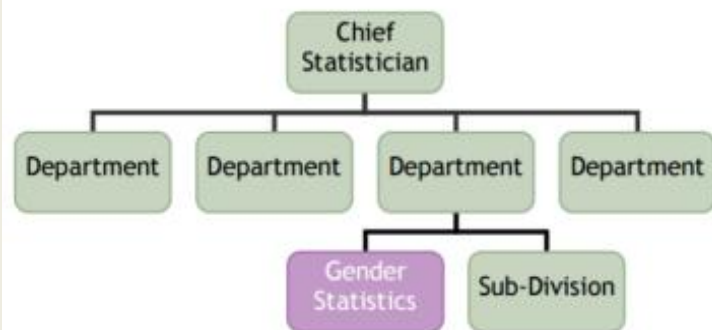 Chief
Statistician
Department
Department
Department
Department
Gender
Statistics
Sub-Division